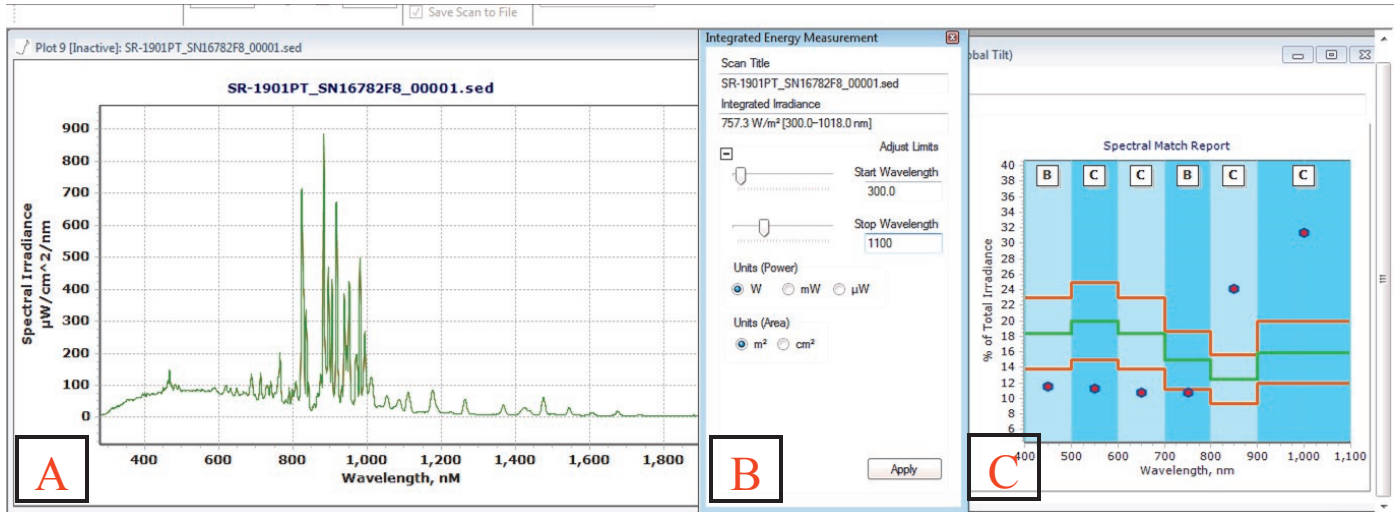 Save Scan to File
Plot 9 [Inactive]: SR-1901PT_SN16782F8_00001.sed
SR-1901PT_SN16782F8_00001.sed
900
800
700
600
500
400
300
200
100
0
Spectral Irradiance
µW/cm^2/nm
400 600 800 1,000 1,200 1,400 1,600 1,800
Wavelength, nM
A
Integrated Energy Measurement
Scan Title
SR-1901PT_SN16782F8_00001.sed
Integrated Irradiance
757.3 W/m² [300.0-1018.0 nm]
Adjust Limits
Start Wavelength
300.0
Stop Wavelength
1100
Units (Power)
W mW µW
Units (Area)
m² cm²
Apply
B
Tilt)
Spectral Match Report
B C C B C C
40
38
36
34
32
30
28
26
24
22
20
18
16
14
12
10
8
6
% of Total Irradiance
400 500 600 700 800 900 1,000 1,100
Wavelength, nm
C